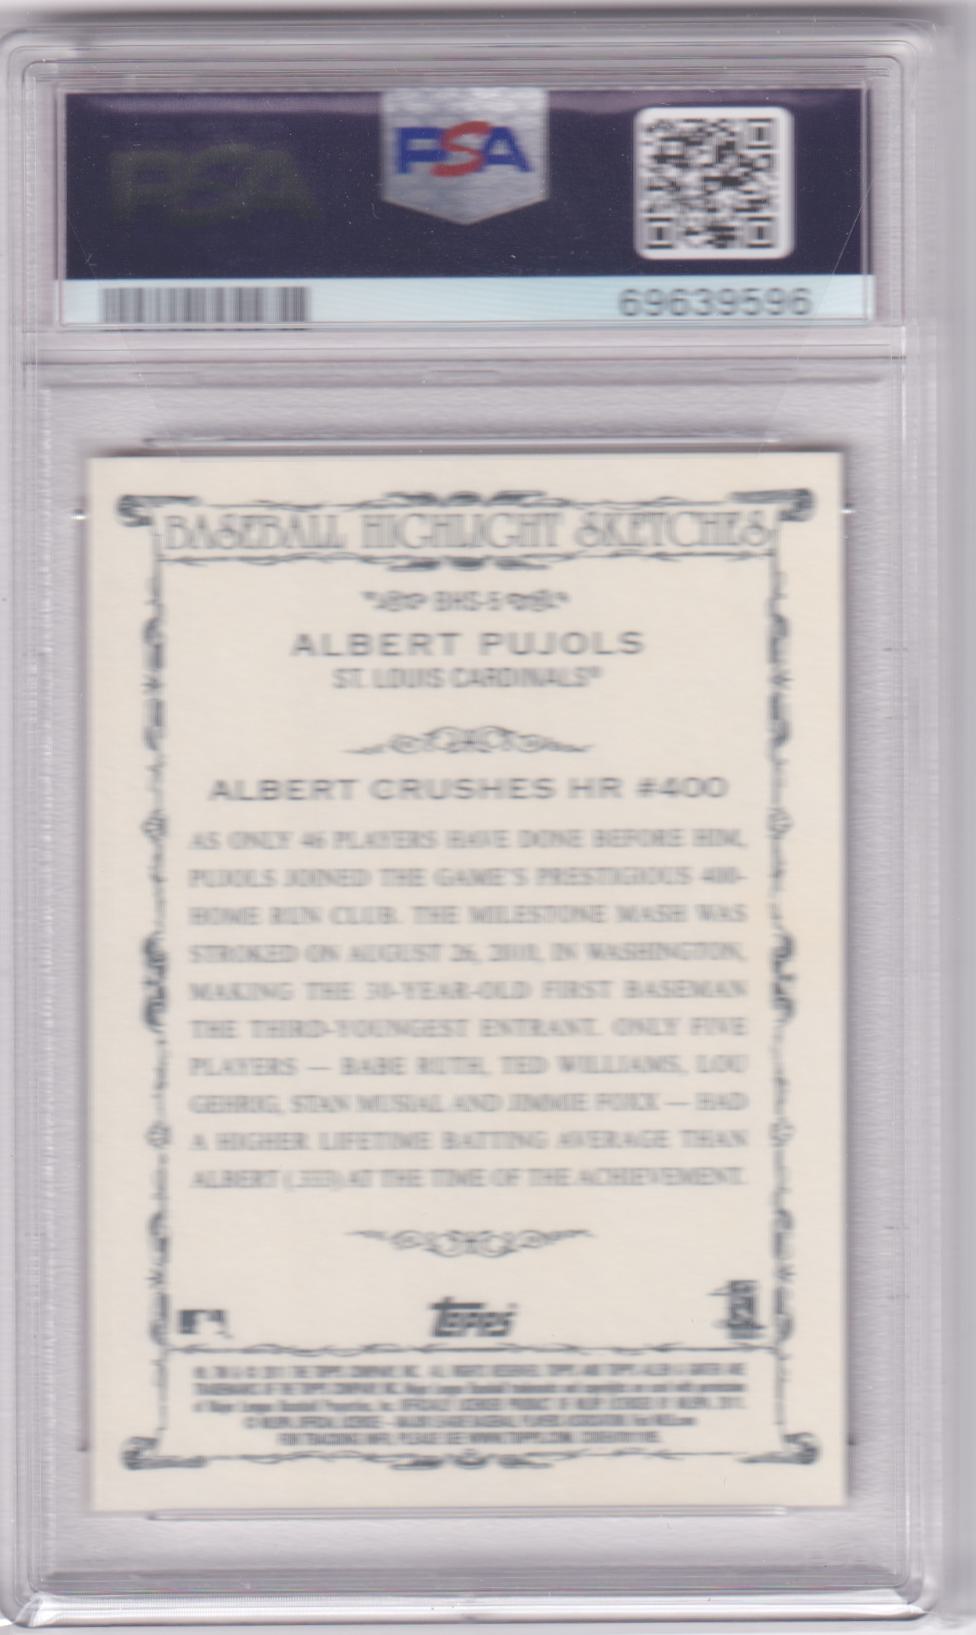 PSA
PSA
69639596
BASEBALL HIGHLIGHT SKETCHES
ALBERT PUJOLS
ST. LOUIS CARDINALS®
ALBERT CRUSHES HR #400
AS ONLY 46 PLAYERS HAVE DONE BEFORE HIM,
PUJOLS JOINED THE GAME'S PRESTIGIOUS 400-
HOME RUN CLUB. THE MILESTONE MASH WAS
STROKED ON AUGUST 26, 2010, IN WASHINGTON,
MAKING THE 30-YEAR-OLD FIRST BASEMAN
THE THIRD-YOUNGEST ENTRANT. ONLY FIVE
PLAYERS — BABE RUTH, TED WILLIAMS, LOU
GEHRIG, STAN MUSIAL AND JIMMIE FOXX — HAD
A HIGHER LIFETIME BATTING AVERAGE THAN
ALBERT (.333) AT THE TIME OF THE ACHIEVEMENT.
Topps